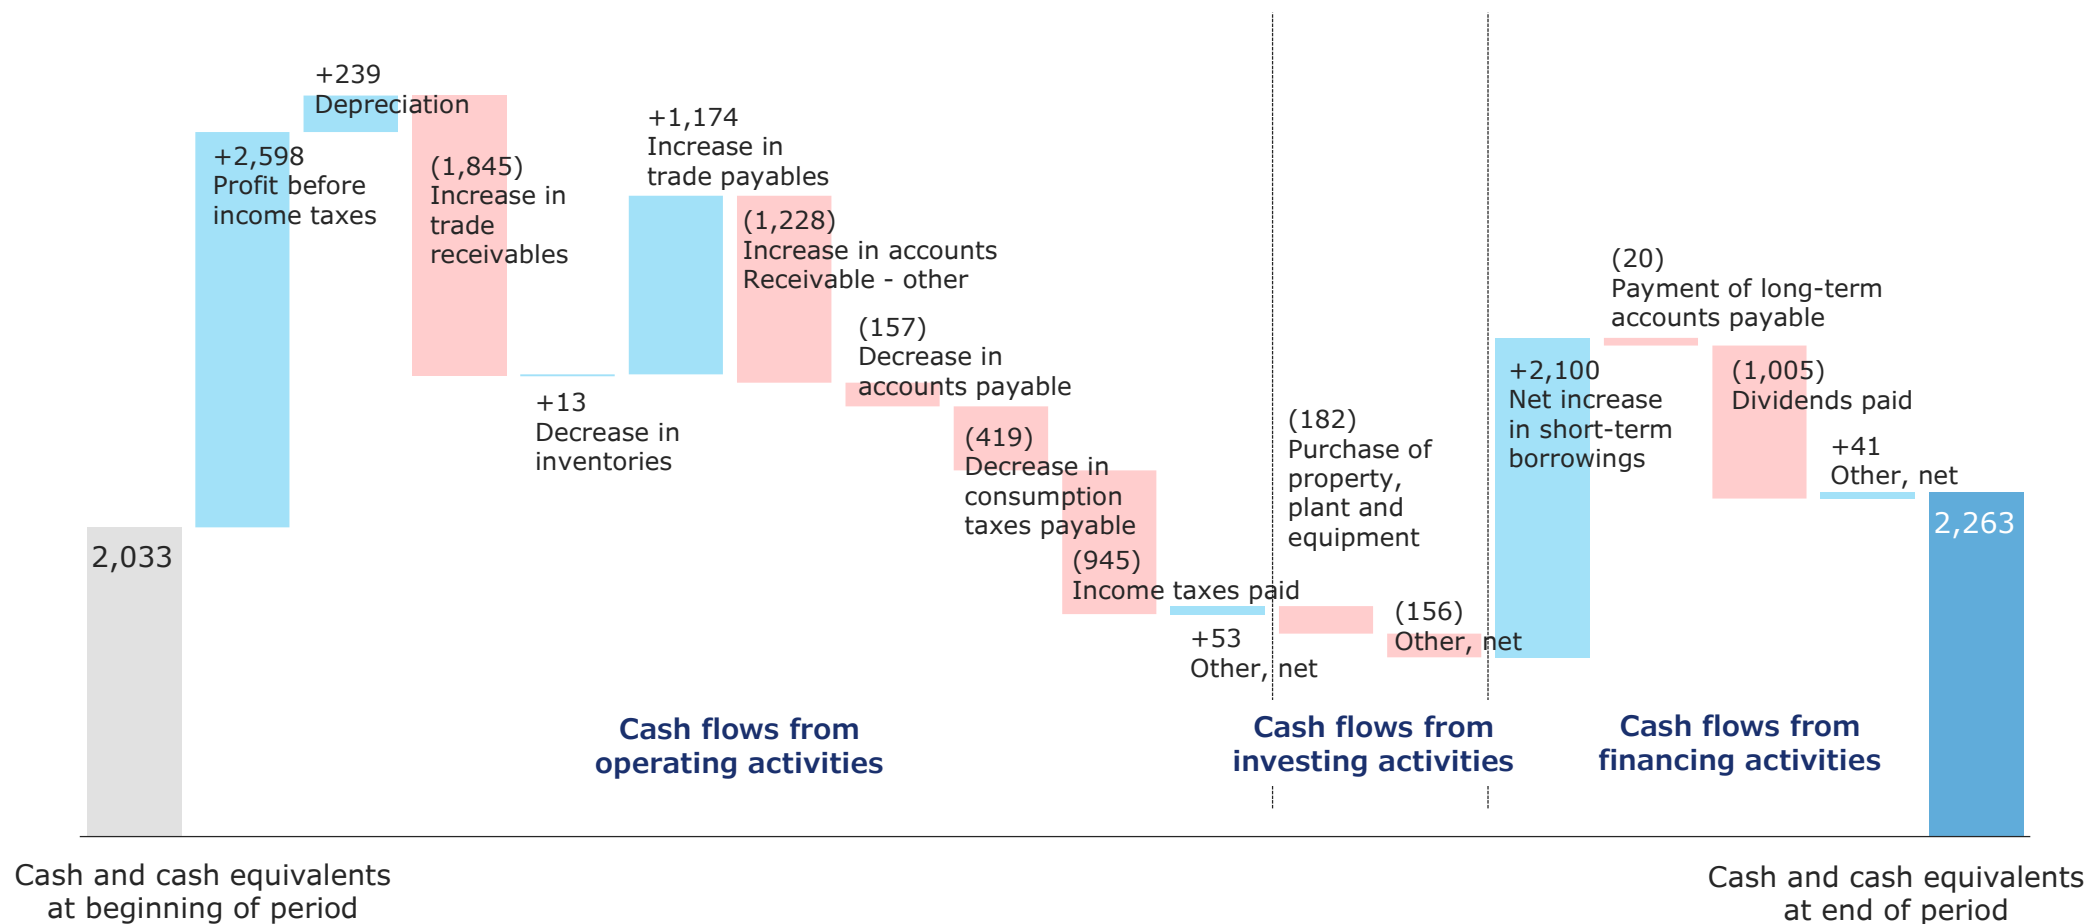 +239
Depreciation
+2,598
Profit before
income taxes
(1,845)
Increase in
trade
receivables
+13
Decrease in
inventories
+1,174
Increase in
trade payables
(1,228)
Increase in accounts
Receivable - other
(157)
Decrease in
accounts payable
(419)
Decrease in
consumption
taxes payable
(945)
Income taxes paid
+53
Other, net
(182)
Purchase of
property,
plant and
equipment
(156)
Other, net
+2,100
Net increase
in short-term
borrowings
(20)
Payment of long-term
accounts payable
(1,005)
Dividends paid
+41
Other, net
2,033
2,263
Cash flows from
operating activities
Cash flows from
investing activities
Cash flows from
financing activities
Cash and cash equivalents
at beginning of period
Cash and cash equivalents
at end of period